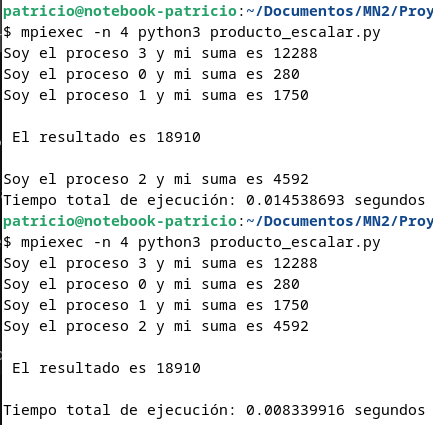 patricio@notebook-patricio:~/Documentos/MN2/Proy
$ mpiexec -n 4 python3 producto_escalar.py
Soy el proceso 3 y mi suma es 12288
Soy el proceso 0 y mi suma es 280
Soy el proceso 1 y mi suma es 1750
El resultado es 18910
Soy el proceso 2 y mi suma es 4592
Tiempo total de ejecución: 0.014538693 segundos
patricio@notebook-patricio:~/Documentos/MN2/Proy
$ mpiexec -n 4 python3 producto_escalar.py
Soy el proceso 3 y mi suma es 12288
Soy el proceso 0 y mi suma es 280
Soy el proceso 1 y mi suma es 1750
Soy el proceso 2 y mi suma es 4592
El resultado es 18910
Tiempo total de ejecución: 0.008339916 segundos